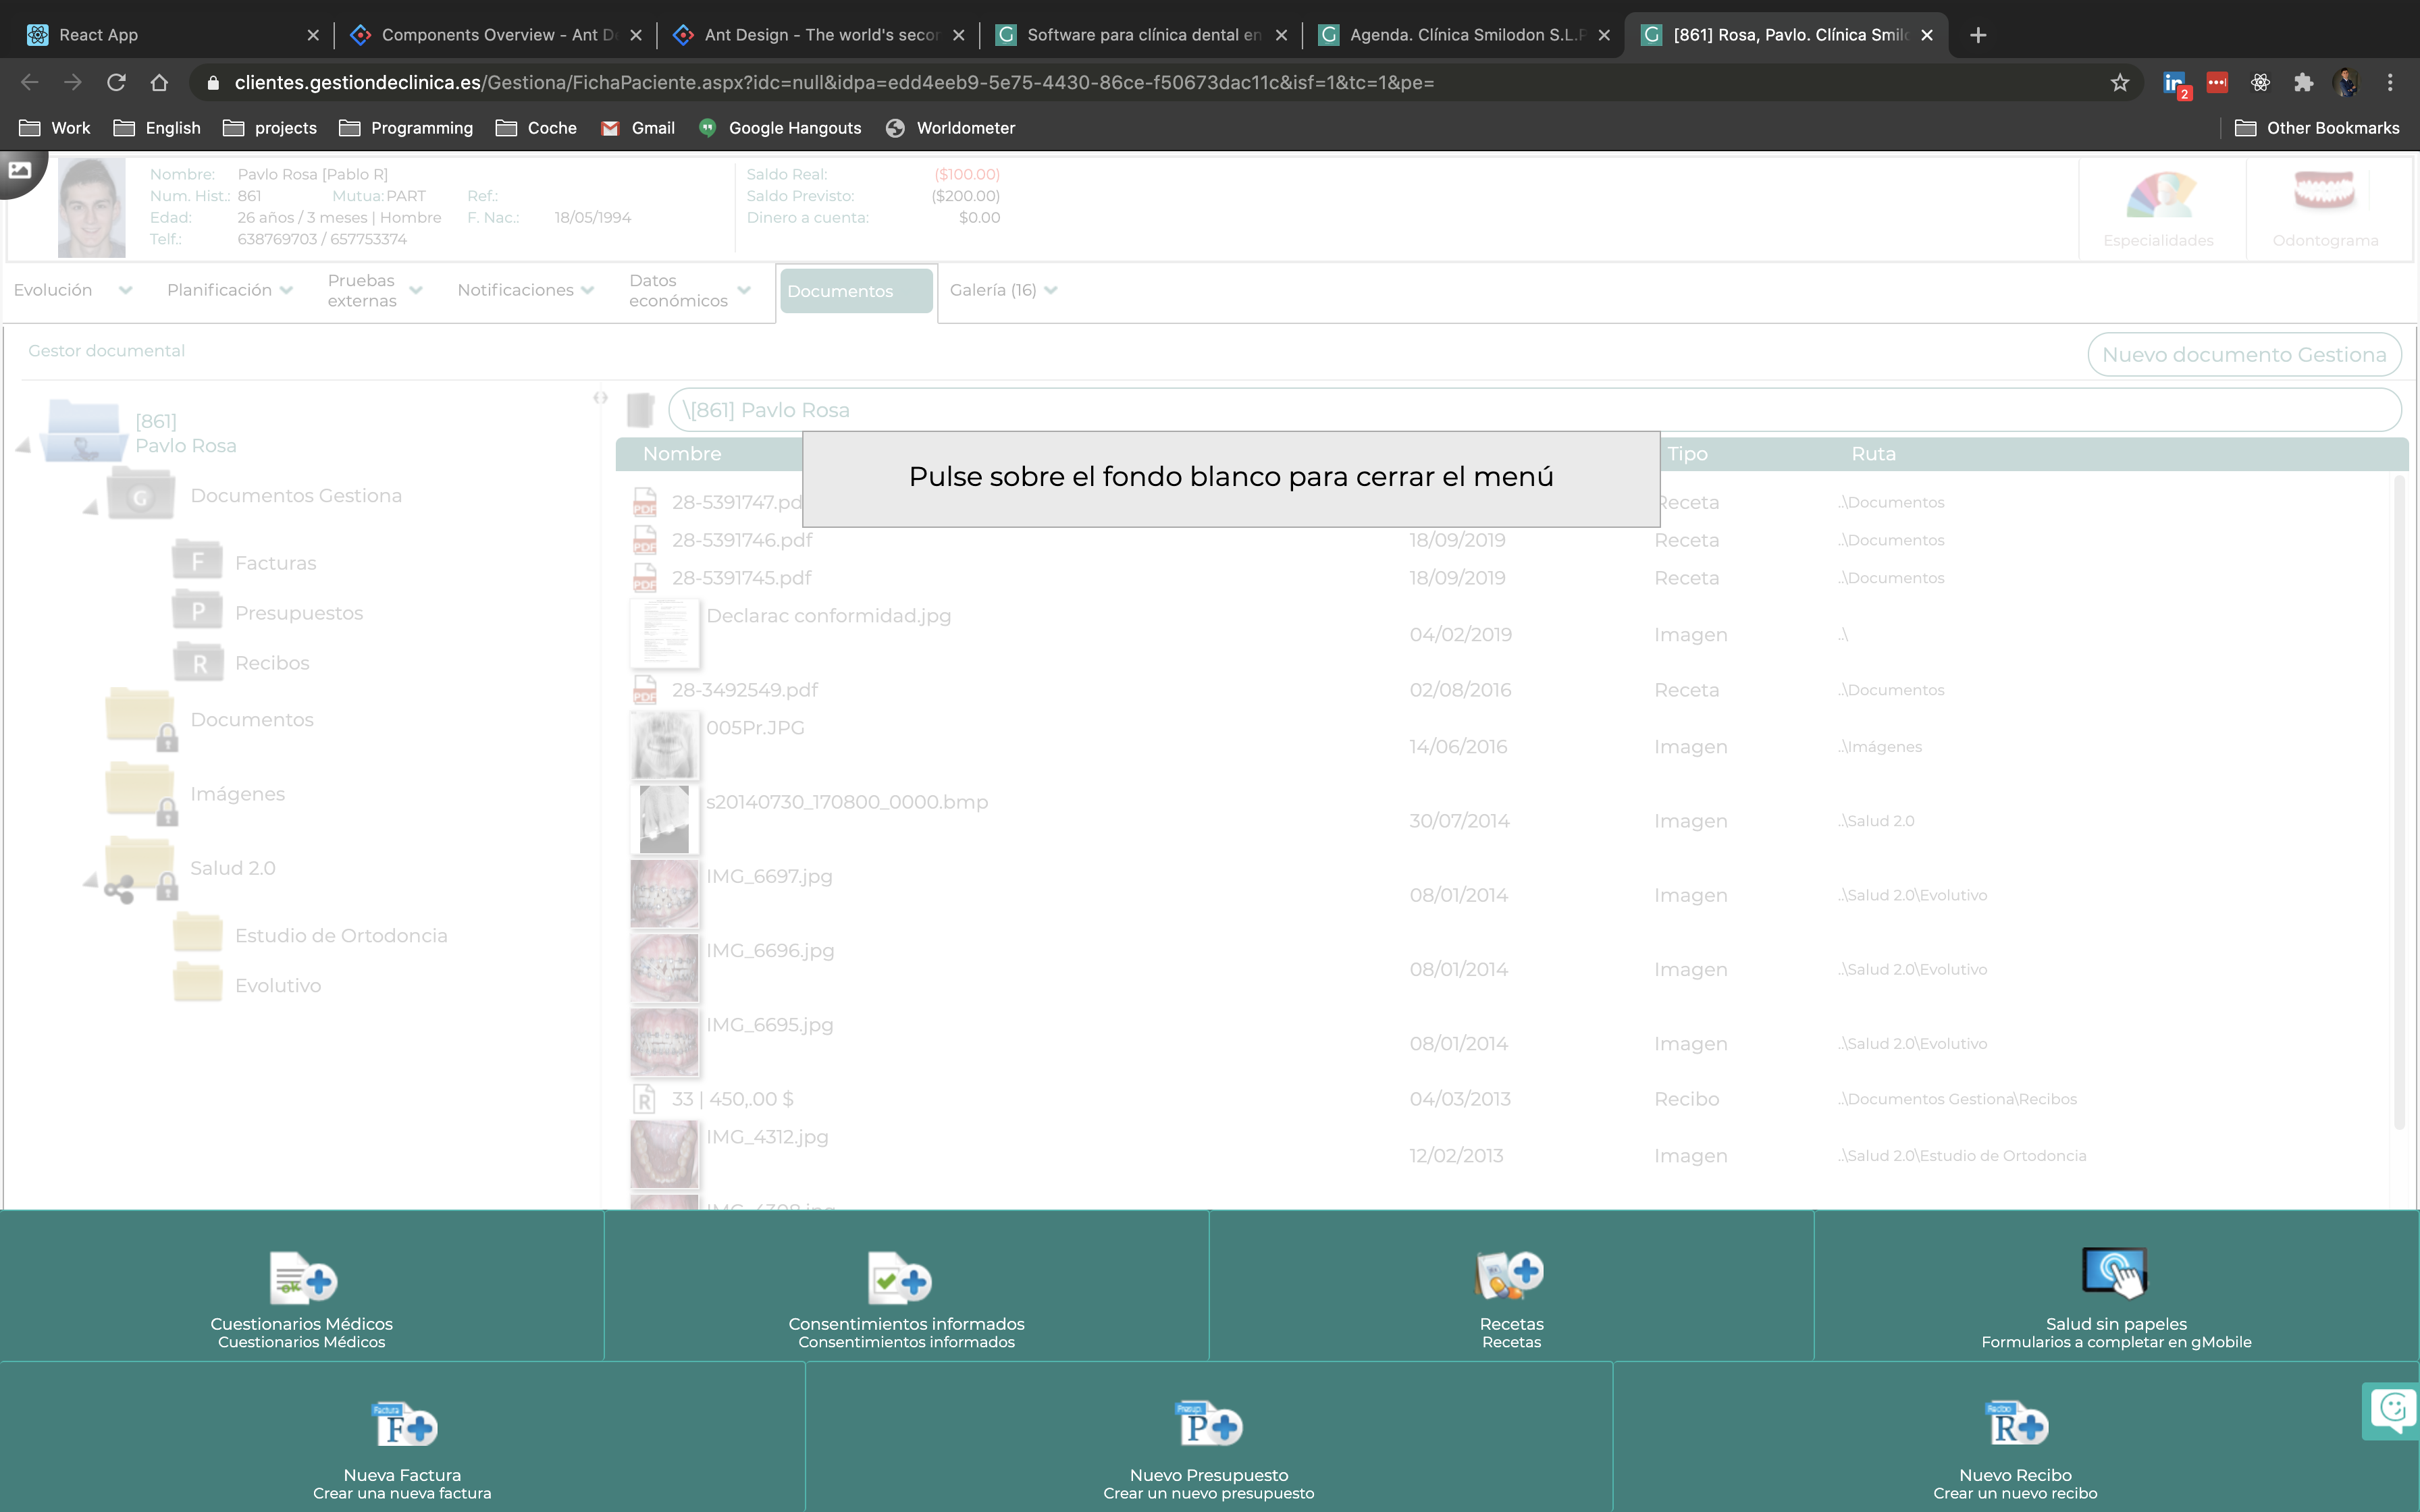 React App
Components Overview - Ant D
Ant Design - The world's secor
Software para clínica dental en
Agenda. Clínica Smilodon S.L.P
[861] Rosa, Pavlo. Clínica Smilo
clientes.gestiondeclinica.es/Gestiona/FichaPaciente.aspx?idc=null&idpa=edd4eeb9-5e75-4430-86ce-f50673dac11c&isf=1&tc=1&pe=
2
Work
English
projects
Programming
Coche
Gmail
Google Hangouts
Worldometer
Other Bookmarks
Nombre: Pavlo Rosa [Pablo R]
Num. Hist.: 861 Mutua: PART Ref.:
Edad: 26 años / 3 meses | Hombre F. Nac.: 18/05/1994
Telf.: 638769703 / 657753374
Saldo Real: ($100.00)
Saldo Previsto: ($200.00)
Dinero a cuenta: $0.00
Especialidades
Odontograma
Evolución
Planificación
Pruebas
externas
Notificaciones
Datos
económicos
Documentos
Galería (16)
Gestor documental
Nuevo documento Gestiona
[861]
Pavlo Rosa
G
Documentos Gestiona
F
Facturas
P
Presupuestos
R
Recibos
Documentos
Imágenes
Salud 2.0
Estudio de Ortodoncia
Evolutivo
\[861] Pavlo Rosa
Nombre Tipo Ruta
Pulse sobre el fondo blanco para cerrar el menú
PDF 28-5391747.pd Receta ..\Documentos
PDF 28-5391746.pdf 18/09/2019 Receta ..\Documentos
PDF 28-5391745.pdf 18/09/2019 Receta ..\Documentos
Declarac conformidad.jpg 04/02/2019 Imagen ..\
PDF 28-3492549.pdf 02/08/2016 Receta ..\Documentos
005Pr.JPG 14/06/2016 Imagen ..\Imágenes
s20140730_170800_0000.bmp 30/07/2014 Imagen ..\Salud 2.0
IMG_6697.jpg 08/01/2014 Imagen ..\Salud 2.0\Evolutivo
IMG_6696.jpg 08/01/2014 Imagen ..\Salud 2.0\Evolutivo
IMG_6695.jpg 08/01/2014 Imagen ..\Salud 2.0\Evolutivo
R 33 | 450,.00 $ 04/03/2013 Recibo ..\Documentos Gestiona\Recibos
IMG_4312.jpg 12/02/2013 Imagen ..\Salud 2.0\Estudio de Ortodoncia
Cuestionarios Médicos
Cuestionarios Médicos
Consentimientos informados
Consentimientos informados
Recetas
Recetas
Salud sin papeles
Formularios a completar en gMobile
Factura
F
Nueva Factura
Crear una nueva factura
Presup.
P
Nuevo Presupuesto
Crear un nuevo presupuesto
Recibo
R
Nuevo Recibo
Crear un nuevo recibo